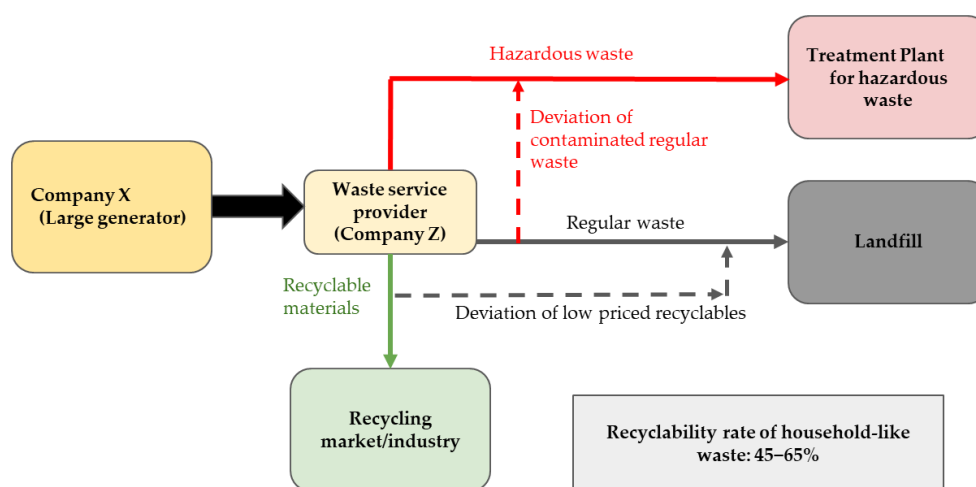 Hazardous waste
Treatment Plant
for hazardous
waste
Deviation of
contaminated regular
waste
Company X
(Large generator)
Waste service
provider
(Company Z)
Regular waste
Landfill
Recyclable
materials
Deviation of low priced recyclables
Recycling
market/industry
Recyclability rate of household-like
waste: 45–65%